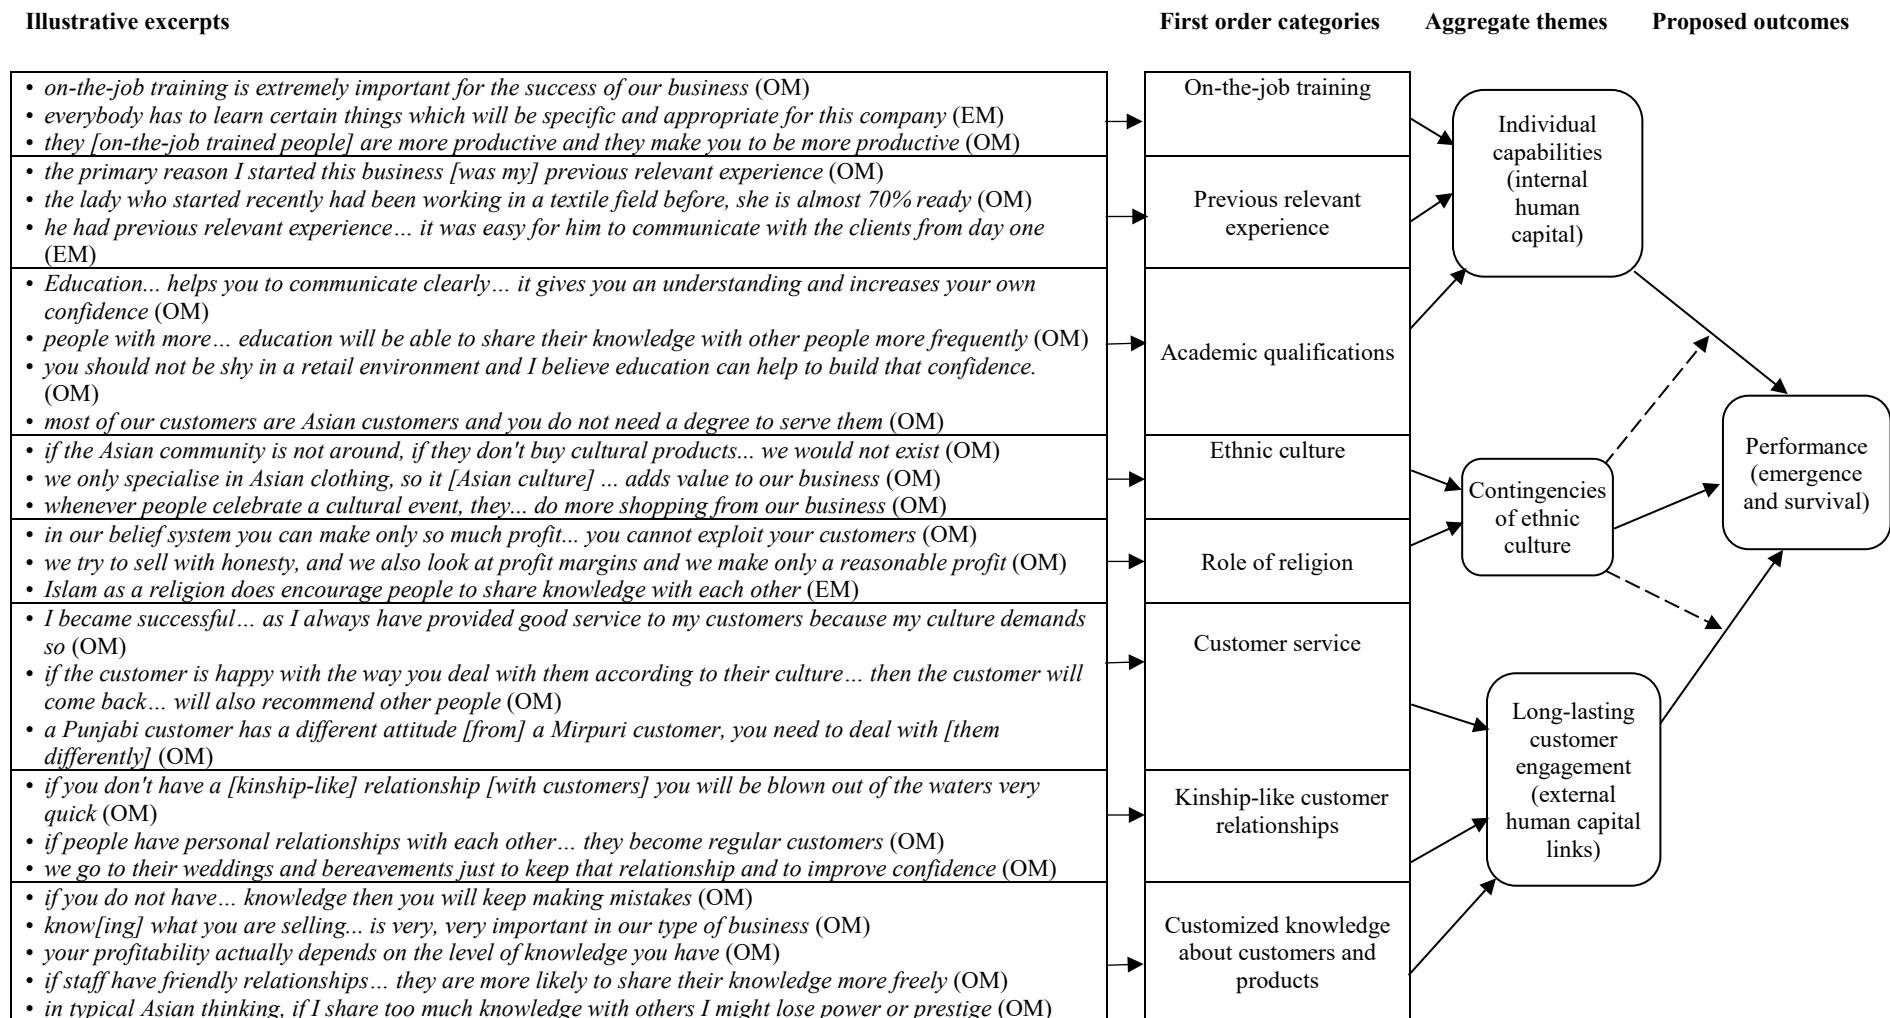 Illustrative excerpts
First order categories
Aggregate themes
Proposed outcomes
• on-the-job training is extremely important for the success of our business (OM)
• everybody has to learn certain things which will be specific and appropriate for this company (EM)
• they [on-the-job trained people] are more productive and they make you to be more productive (OM)
• the primary reason I started this business [was my] previous relevant experience (OM)
• the lady who started recently had been working in a textile field before, she is almost 70% ready (OM)
• he had previous relevant experience… it was easy for him to communicate with the clients from day one
(EM)
• Education... helps you to communicate clearly… it gives you an understanding and increases your own
confidence (OM)
• people with more… education will be able to share their knowledge with other people more frequently (OM)
• you should not be shy in a retail environment and I believe education can help to build that confidence.
(OM)
• most of our customers are Asian customers and you do not need a degree to serve them (OM)
• if the Asian community is not around, if they don't buy cultural products... we would not exist (OM)
• we only specialise in Asian clothing, so it [Asian culture] … adds value to our business (OM)
• whenever people celebrate a cultural event, they... do more shopping from our business (OM)
• in our belief system you can make only so much profit... you cannot exploit your customers (OM)
• we try to sell with honesty, and we also look at profit margins and we make only a reasonable profit (OM)
• Islam as a religion does encourage people to share knowledge with each other (EM)
• I became successful… as I always have provided good service to my customers because my culture demands
so (OM)
• if the customer is happy with the way you deal with them according to their culture… then the customer will
come back… will also recommend other people (OM)
• a Punjabi customer has a different attitude [from] a Mirpuri customer, you need to deal with [them
differently] (OM)
• if you don't have a [kinship-like] relationship [with customers] you will be blown out of the waters very
quick (OM)
• if people have personal relationships with each other… they become regular customers (OM)
• we go to their weddings and bereavements just to keep that relationship and to improve confidence (OM)
• if you do not have… knowledge then you will keep making mistakes (OM)
• know[ing] what you are selling... is very, very important in our type of business (OM)
• your profitability actually depends on the level of knowledge you have (OM)
• if staff have friendly relationships… they are more likely to share their knowledge more freely (OM)
• in typical Asian thinking, if I share too much knowledge with others I might lose power or prestige (OM)
On-the-job training
Previous relevant
experience
Academic qualifications
Ethnic culture
Role of religion
Customer service
Kinship-like customer
relationships
Customized knowledge
about customers and
products
Individual
capabilities
(internal
human
capital)
Contingencies
of ethnic
culture
Long-lasting
customer
engagement
(external
human capital
links)
Performance
(emergence
and survival)